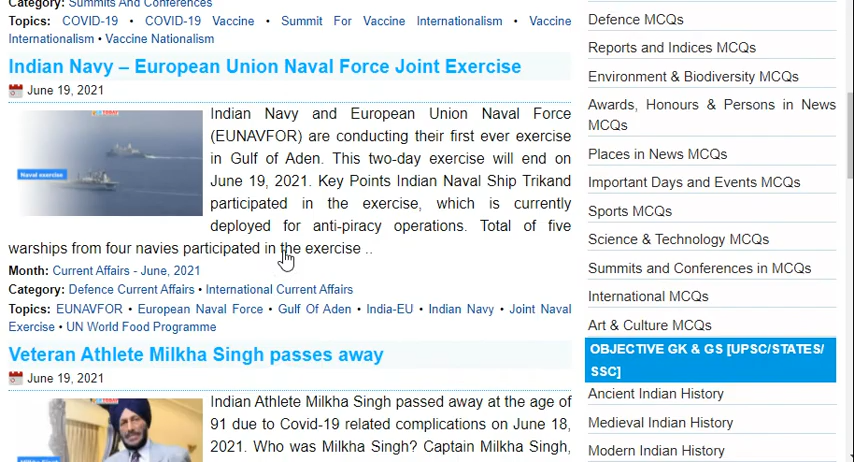 Category: Summits And Conferences
Topics: COVID-19 • COVID-19 Vaccine • Summit For Vaccine Internationalism • Vaccine
Internationalism • Vaccine Nationalism
Indian Navy – European Union Naval Force Joint Exercise
June 19, 2021
Naval exercise
Indian Navy and European Union Naval Force
(EUNAVFOR) are conducting their first ever exercise
in Gulf of Aden. This two-day exercise will end on
June 19, 2021. Key Points Indian Naval Ship Trikand
participated in the exercise, which is currently
deployed for anti-piracy operations. Total of five
warships from four navies participated in the exercise ..
Month: Current Affairs - June, 2021
Category: Defence Current Affairs • International Current Affairs
Topics: EUNAVFOR • European Naval Force • Gulf Of Aden • India-EU • Indian Navy • Joint Naval
Exercise • UN World Food Programme
Veteran Athlete Milkha Singh passes away
June 19, 2021
Indian Athlete Milkha Singh passed away at the age of
91 due to Covid-19 related complications on June 18,
2021. Who was Milkha Singh? Captain Milkha Singh,
Defence MCQs
Reports and Indices MCQs
Environment & Biodiversity MCQs
Awards, Honours & Persons in News
MCQs
Places in News MCQs
Important Days and Events MCQs
Sports MCQs
Science & Technology MCQs
Summits and Conferences in MCQs
International MCQs
Art & Culture MCQs
OBJECTIVE GK & GS [UPSC/STATES/
SSC]
Ancient Indian History
Medieval Indian History
Modern Indian History